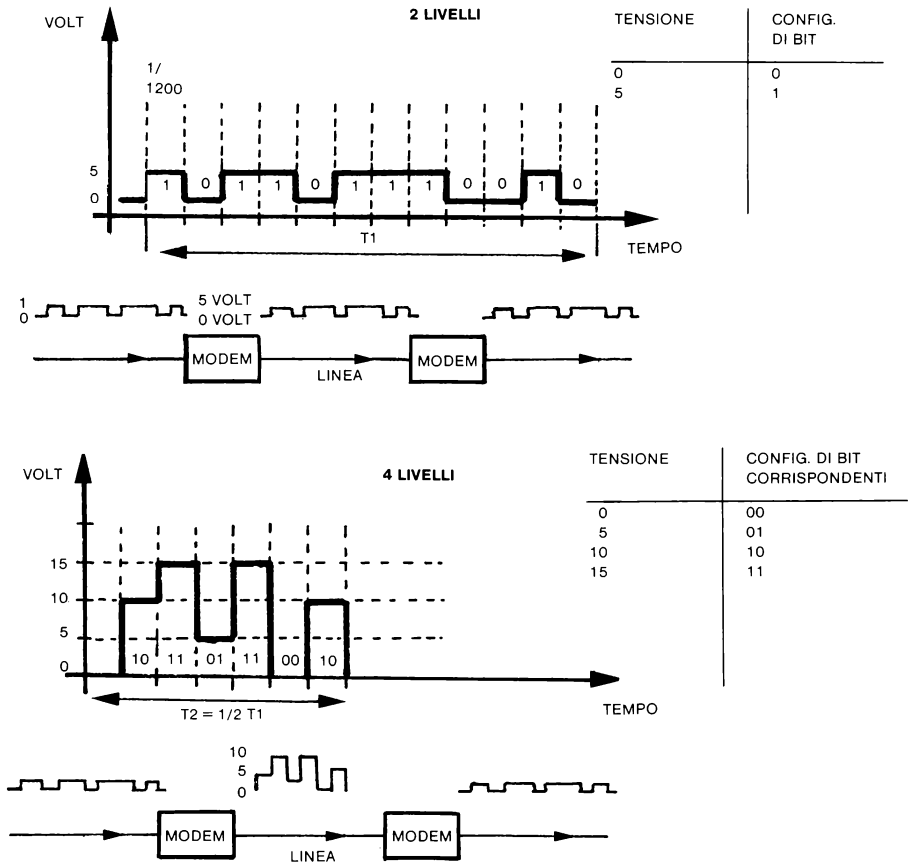 2 LIVELLI
VOLT
TENSIONE
CONFIG.
DI BIT
1/
1200
0 0
5 1
5
0
1 0 1 1 0 1 1 1 0 0 1 0
T1
TEMPO
1
0
5 VOLT
0 VOLT
MODEM
LINEA
MODEM
4 LIVELLI
VOLT
TENSIONE
CONFIG. DI BIT
CORRISPONDENTI
0 00
5 01
10 10
15 11
15
10
5
0
10 11 01 11 00 10
T2 = 1/2 T1
TEMPO
10
5
0
MODEM
LINEA
MODEM